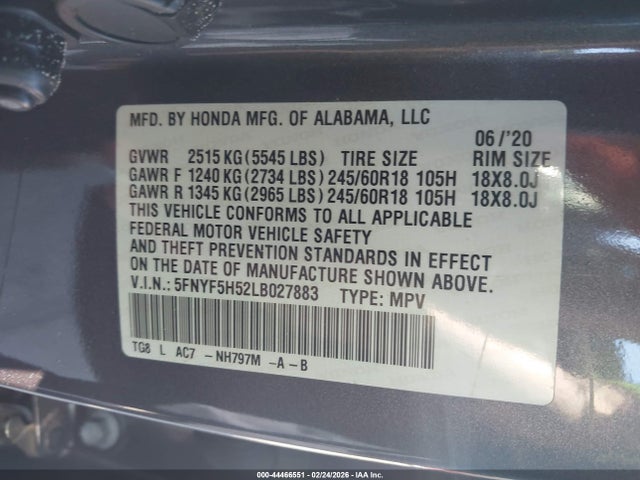 MFD. BY HONDA MFG. OF ALABAMA, LLC
06/'20
GVWR 2515 KG (5545 LBS) TIRE SIZE RIM SIZE
GAWR F 1240 KG (2734 LBS) 245/60R18 105H 18X8.0J
GAWR R 1345 KG (2965 LBS) 245/60R18 105H 18X8.0J
THIS VEHICLE CONFORMS TO ALL APPLICABLE
FEDERAL MOTOR VEHICLE SAFETY
AND THEFT PREVENTION STANDARDS IN EFFECT
ON THE DATE OF MANUFACTURE SHOWN ABOVE.
V.I.N.: 5FNYF5H52LB027883 TYPE: MPV
TG8 L AC7 -NH797M -A-B
000-44466551 - 02/24/2026 - IAA Inc.